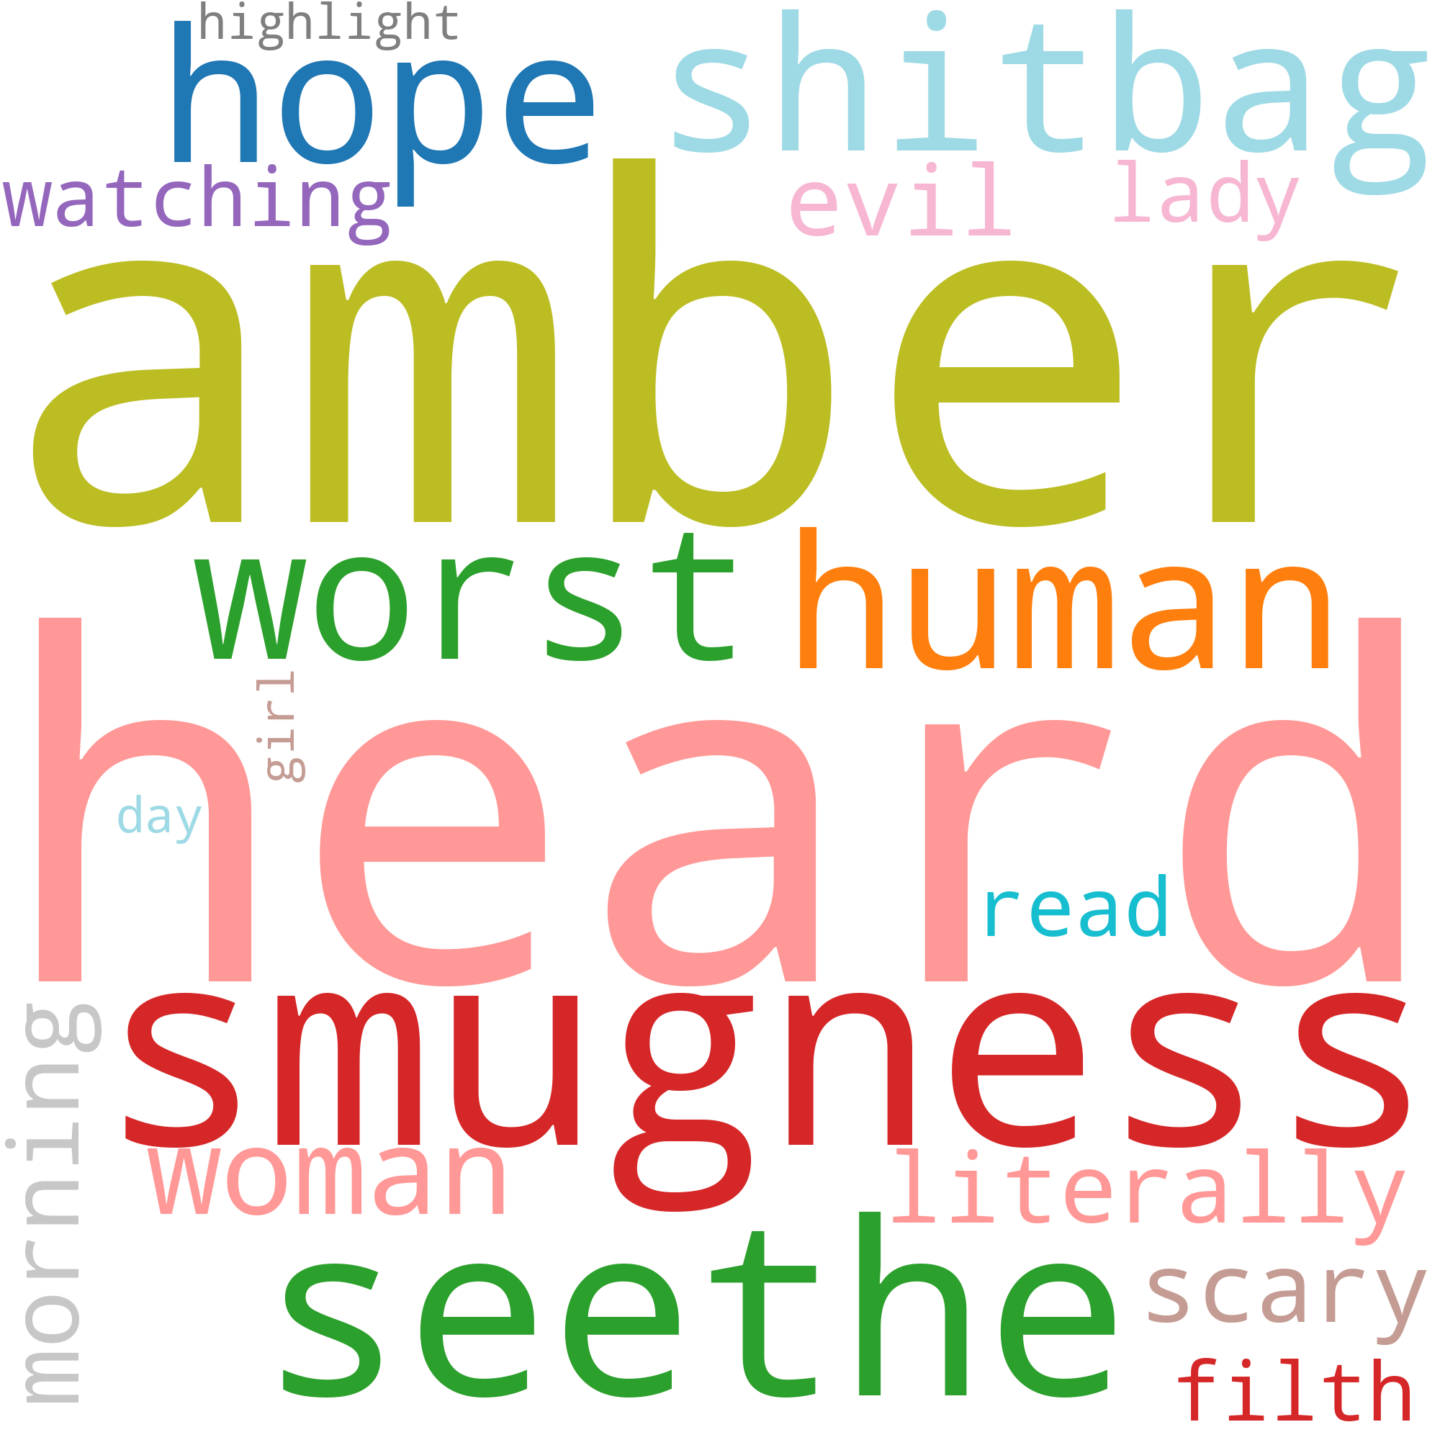 highlight
hope
shitbag
watching
evil
lady
amber
worst
human
heard
girl
day
read
smugness
morning
woman
literally
seethe
scary
filth